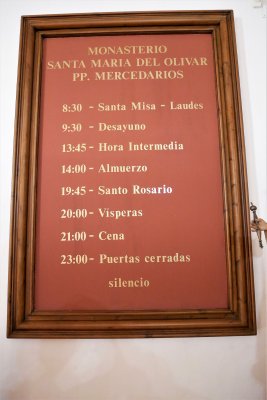 MONASTERIO
SANTA MARIA DEL OLIVAR
PP. MERCEDARIOS
8:30 - Santa Misa - Laudes
9:30 - Desayuno
13:45 - Hora Intermedia
14:00 - Almuerzo
19:45 - Santo Rosario
20:00 - Vísperas
21:00 - Cena
23:00 - Puertas cerradas
silencio